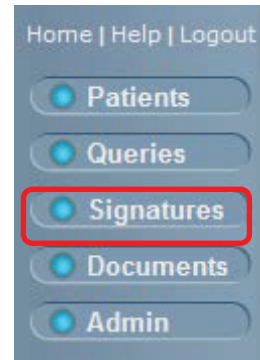 Home | Help | Logout
Patients
Queries
Signatures
Documents
Admin